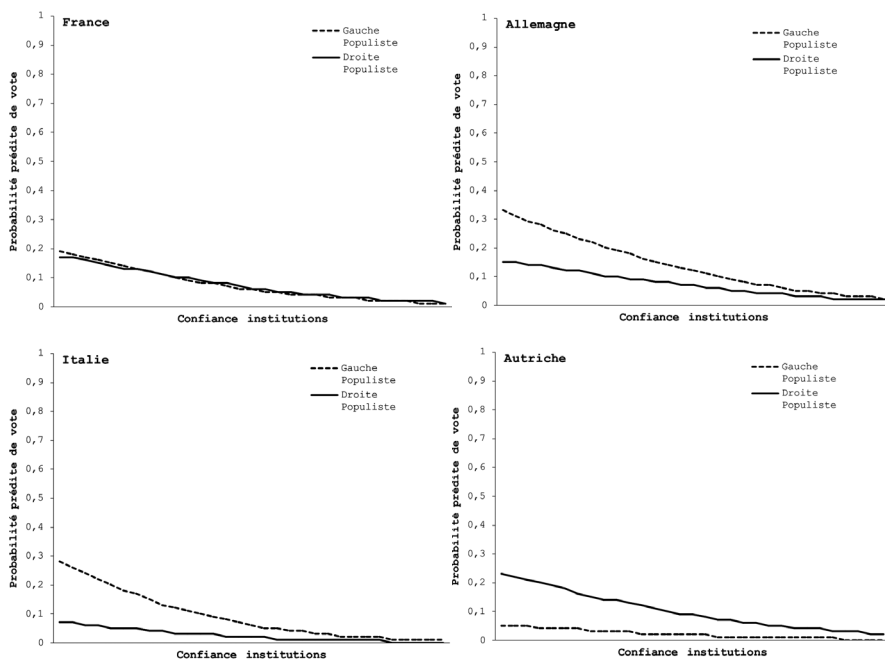 France
Gauche
Populiste
Droite
Populiste
Probabilité prédite de vote
1
0,9
0,8
0,7
0,6
0,5
0,4
0,3
0,2
0,1
0
Confiance institutions
Allemagne
Gauche
Populiste
Droite
Populiste
Probabilité prédite de vote
1
0,9
0,8
0,7
0,6
0,5
0,4
0,3
0,2
0,1
0
Confiance institutions
Italie
Gauche
Populiste
Droite
Populiste
Probabilité prédite de vote
1
0,9
0,8
0,7
0,6
0,5
0,4
0,3
0,2
0,1
0
Confiance institutions
Autriche
Gauche
Populiste
Droite
Populiste
Probabilité prédite de vote
1
0,9
0,8
0,7
0,6
0,5
0,4
0,3
0,2
0,1
0
Confiance institutions